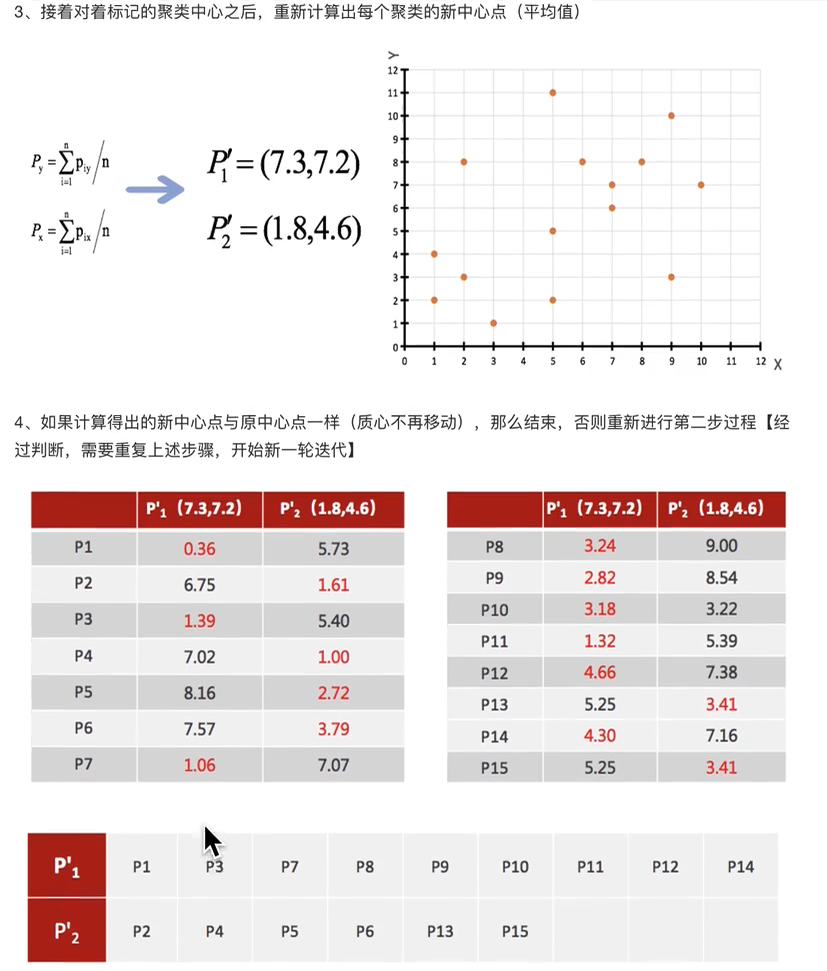 3、接着对着标记的聚类中心之后，重新计算出每个聚类的新中心点（平均值）
P_y = ∑_{i=1}^{n} p_{iy} / n
P_x = ∑_{i=1}^{n} p_{ix} / n
P'_1 = (7.3,7.2)
P'_2 = (1.8,4.6)
Y
12
11
10
9
8
7
6
5
4
3
2
1
0
0 1 2 3 4 5 6 7 8 9 10 11 12 X
4、如果计算得出的新中心点与原中心点一样（质心不再移动），那么结束，否则重新进行第二步过程【经
过判断，需要重复上述步骤，开始新一轮迭代】
P'₁（7.3,7.2） P'₂（1.8,4.6）
P1 0.36 5.73
P2 6.75 1.61
P3 1.39 5.40
P4 7.02 1.00
P5 8.16 2.72
P6 7.57 3.79
P7 1.06 7.07
P'₁（7.3,7.2） P'₂（1.8,4.6）
P8 3.24 9.00
P9 2.82 8.54
P10 3.18 3.22
P11 1.32 5.39
P12 4.66 7.38
P13 5.25 3.41
P14 4.30 7.16
P15 5.25 3.41
P'₁ P1 P3 P7 P8 P9 P10 P11 P12 P14
P'₂ P2 P4 P5 P6 P13 P15